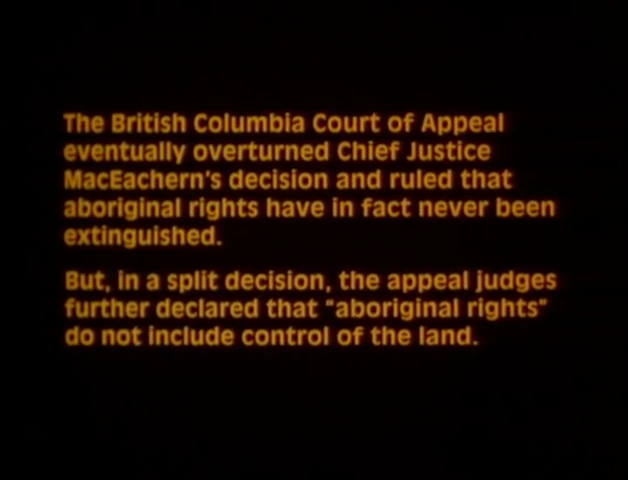 The British Columbia Court of Appeal
eventually overturned Chief Justice
MacEachern's decision and ruled that
aboriginal rights have in fact never been
extinguished.
But, in a split decision, the appeal judges
further declared that "aboriginal rights"
do not include control of the land.